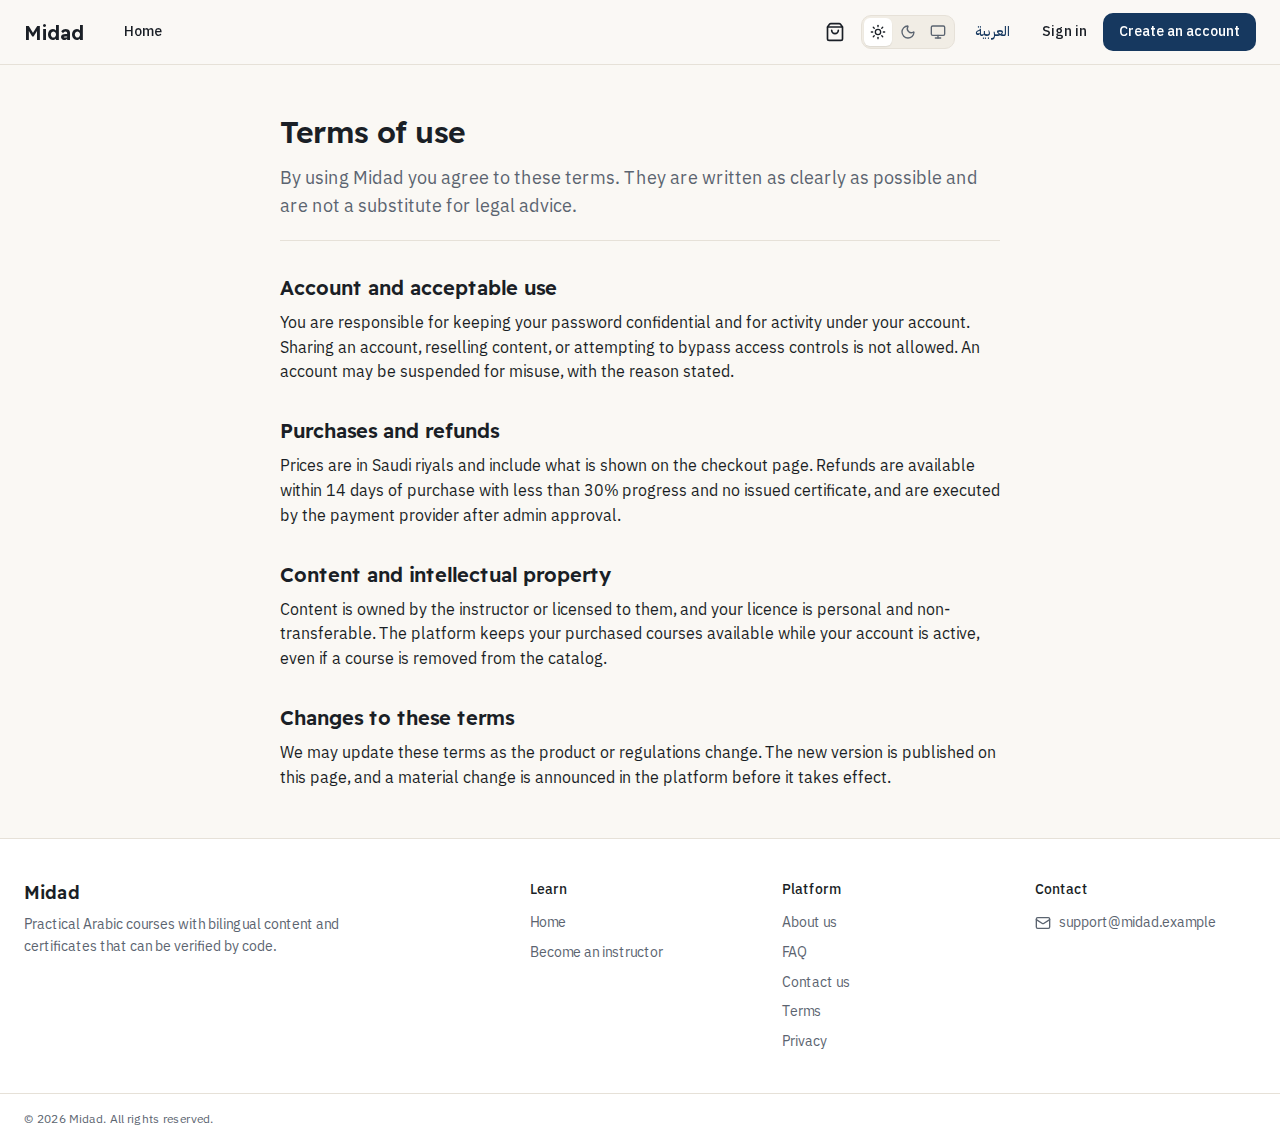 Midad
Home
العربية
Sign in
Create an account
Terms of use
By using Midad you agree to these terms. They are written as clearly as possible and
are not a substitute for legal advice.
Account and acceptable use
You are responsible for keeping your password confidential and for activity under your account.
Sharing an account, reselling content, or attempting to bypass access controls is not allowed. An
account may be suspended for misuse, with the reason stated.
Purchases and refunds
Prices are in Saudi riyals and include what is shown on the checkout page. Refunds are available
within 14 days of purchase with less than 30% progress and no issued certificate, and are executed
by the payment provider after admin approval.
Content and intellectual property
Content is owned by the instructor or licensed to them, and your licence is personal and non-
transferable. The platform keeps your purchased courses available while your account is active,
even if a course is removed from the catalog.
Changes to these terms
We may update these terms as the product or regulations change. The new version is published on
this page, and a material change is announced in the platform before it takes effect.
Midad
Practical Arabic courses with bilingual content and
certificates that can be verified by code.
Learn
Home
Become an instructor
Platform
About us
FAQ
Contact us
Terms
Privacy
Contact
support@midad.example
© 2026 Midad. All rights reserved.